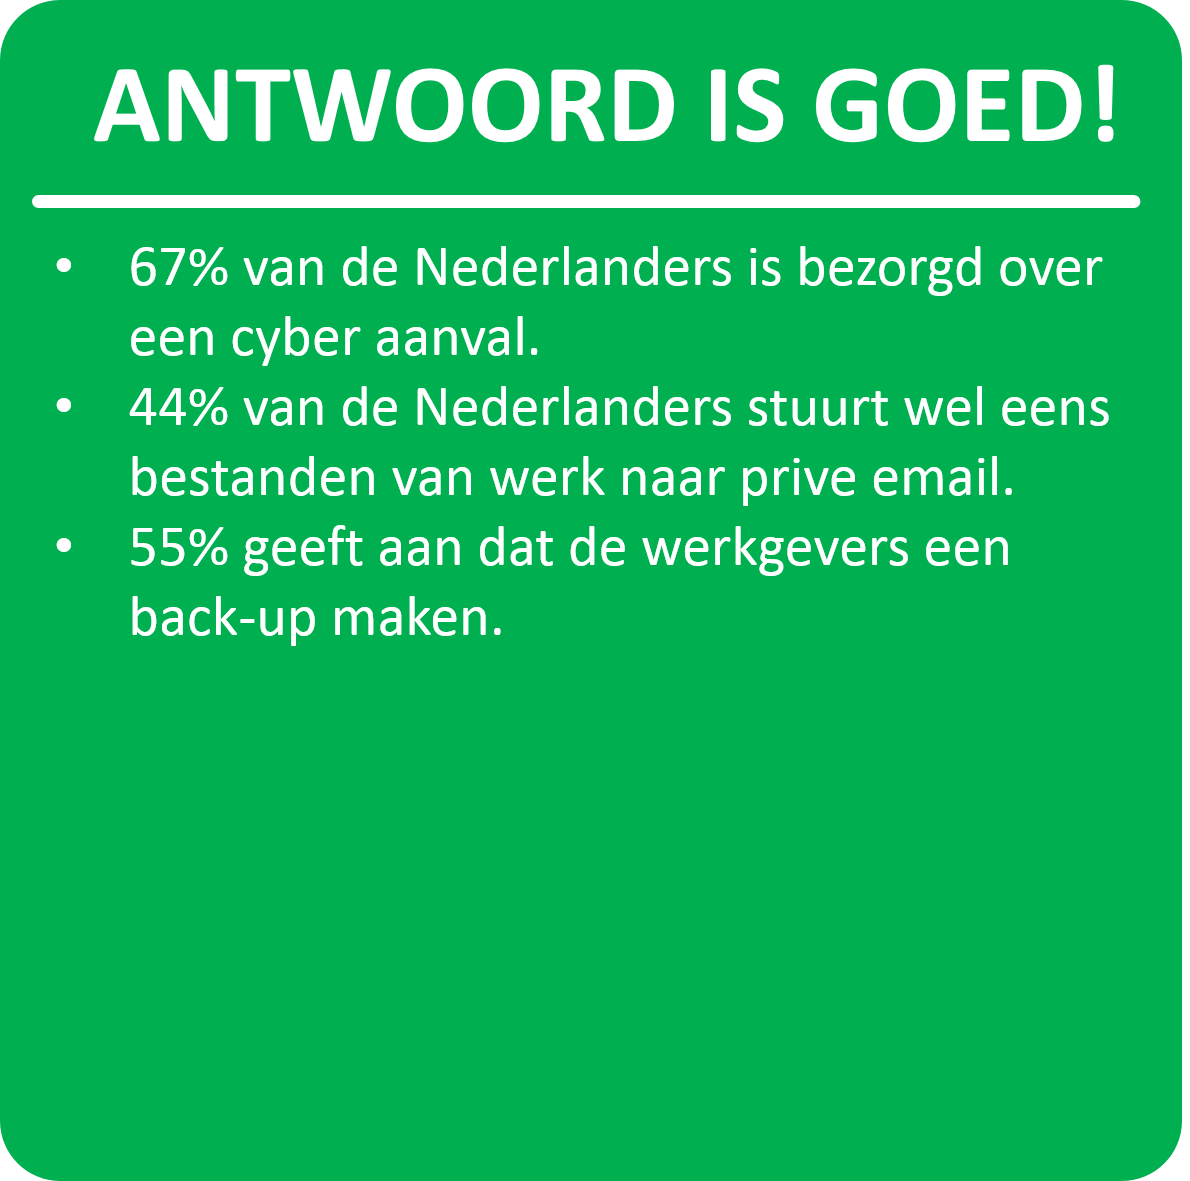 ANTWOORD IS GOED!
• 67% van de Nederlanders is bezorgd over
een cyber aanval.
• 44% van de Nederlanders stuurt wel eens
bestanden van werk naar prive email.
• 55% geeft aan dat de werkgevers een
back-up maken.